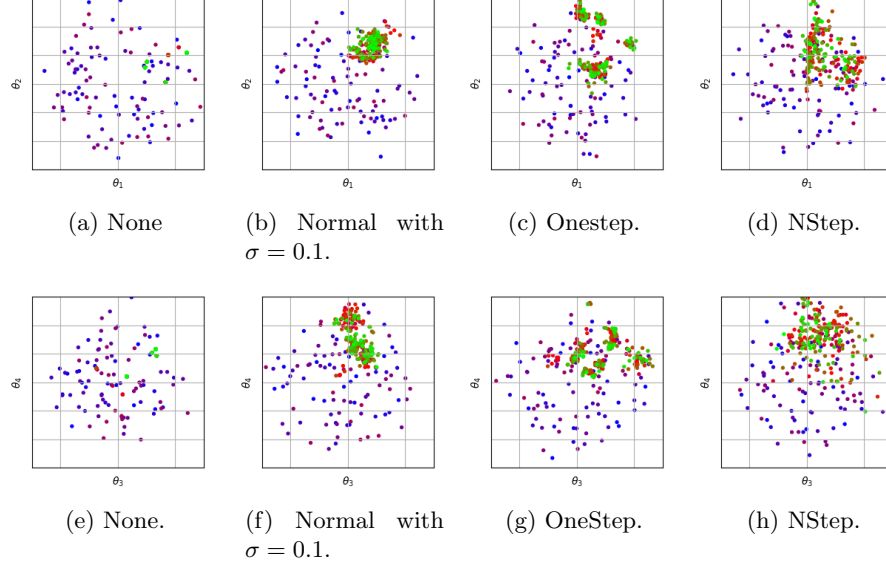 θ₂
θ₂
θ₂
θ₂
θ₁
θ₁
θ₁
θ₁
(a) None
(b) Normal with
σ = 0.1.
(c) Onestep.
(d) NStep.
θ₄
θ₄
θ₄
θ₄
θ₃
θ₃
θ₃
θ₃
(e) None.
(f) Normal with
σ = 0.1.
(g) OneStep.
(h) NStep.